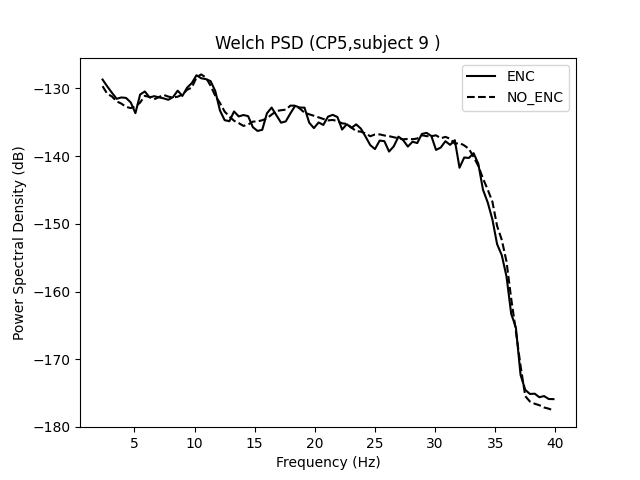 Welch PSD (CP5,subject 9 )
ENC
NO_ENC
Power Spectral Density (dB)
−130
−140
−150
−160
−170
−180
5 10 15 20 25 30 35 40
Frequency (Hz)